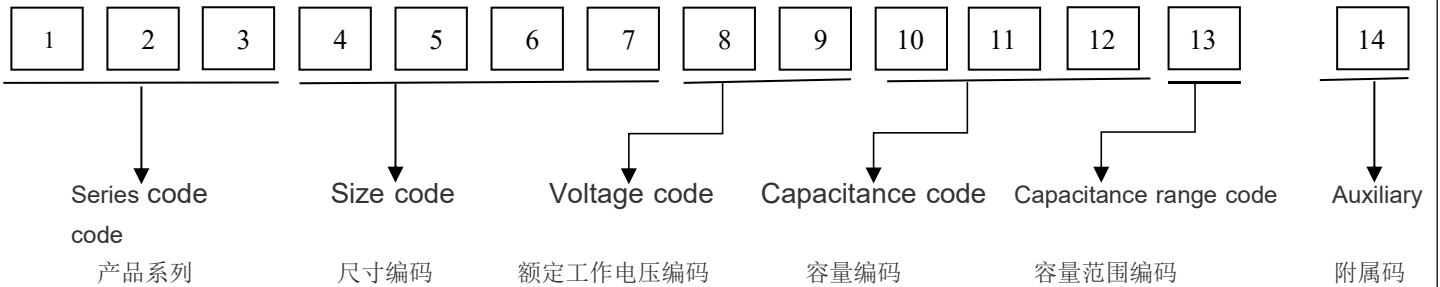 1 2 3 4 5 6 7 8 9 10 11 12 13 14
Series code Size code Voltage code Capacitance code Capacitance range code Auxiliary
code
产品系列 尺寸编码 额定工作电压编码 容量编码 容量范围编码 附属码